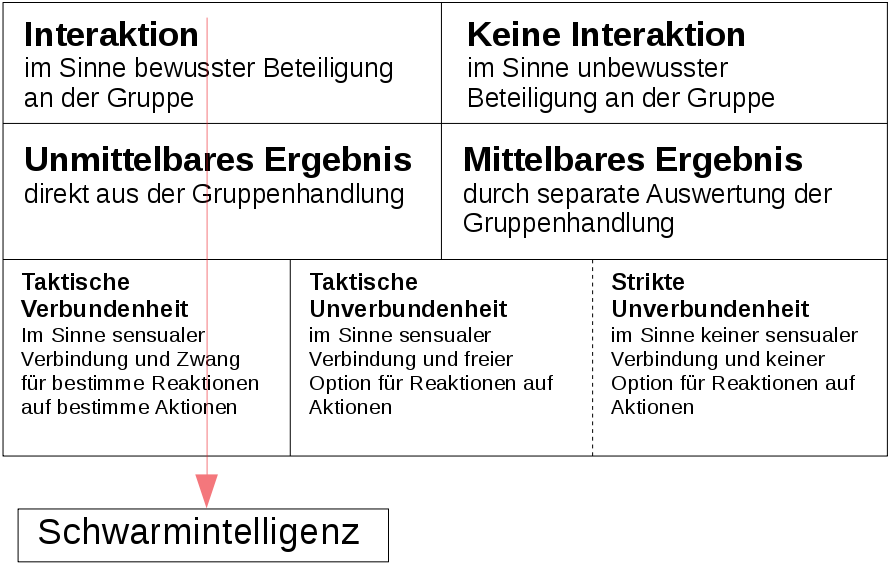 Interaktion
im Sinne bewusster Beteiligung
an der Gruppe
Keine Interaktion
im Sinne unbewusster
Beteiligung an der Gruppe
Unmittelbares Ergebnis
direkt aus der Gruppenhandlung
Mittelbares Ergebnis
durch separate Auswertung der
Gruppenhandlung
Taktische
Verbundenheit
Im Sinne sensualer
Verbindung und Zwang
für bestimme Reaktionen
auf bestimme Aktionen
Taktische
Unverbundenheit
im Sinne sensualer
Verbindung und freier
Option für Reaktionen auf
Aktionen
Strikte
Unverbundenheit
im Sinne keiner sensualer
Verbindung und keiner
Option für Reaktionen auf
Aktionen
Schwarmintelligenz